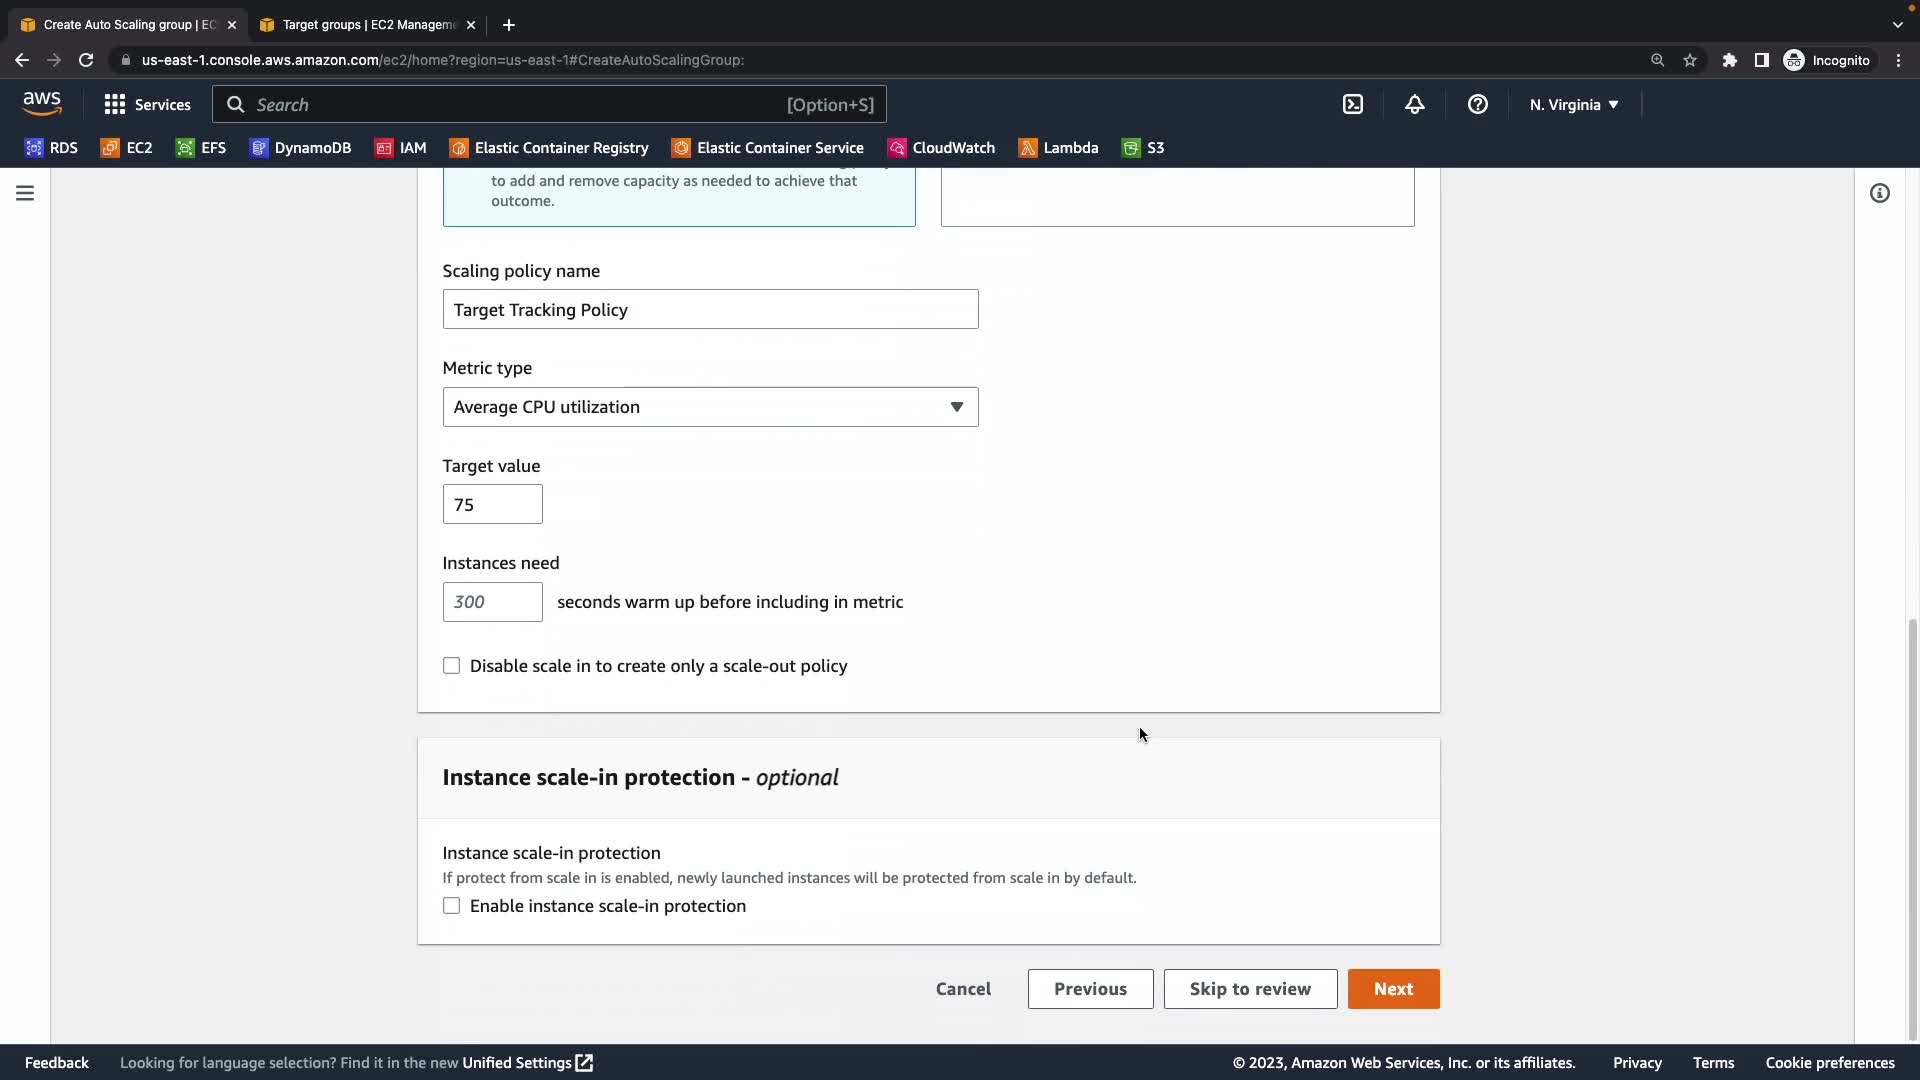 Create Auto Scaling group | EC
Target groups | EC2 Managem
us-east-1.console.aws.amazon.com/ec2/home?region=us-east-1#CreateAutoScalingGroup:
Incognito
aws
Services
Search
[Option+S]
N. Virginia
RDS
EC2
EFS
DynamoDB
IAM
Elastic Container Registry
Elastic Container Service
CloudWatch
Lambda
S3
to add and remove capacity as needed to achieve that
outcome.
Scaling policy name
Target Tracking Policy
Metric type
Average CPU utilization
Target value
75
Instances need
300 seconds warm up before including in metric
Disable scale in to create only a scale-out policy
Instance scale-in protection - optional
Instance scale-in protection
If protect from scale in is enabled, newly launched instances will be protected from scale in by default.
Enable instance scale-in protection
Cancel
Previous
Skip to review
Next
Feedback
Looking for language selection? Find it in the new Unified Settings
© 2023, Amazon Web Services, Inc. or its affiliates.
Privacy
Terms
Cookie preferences